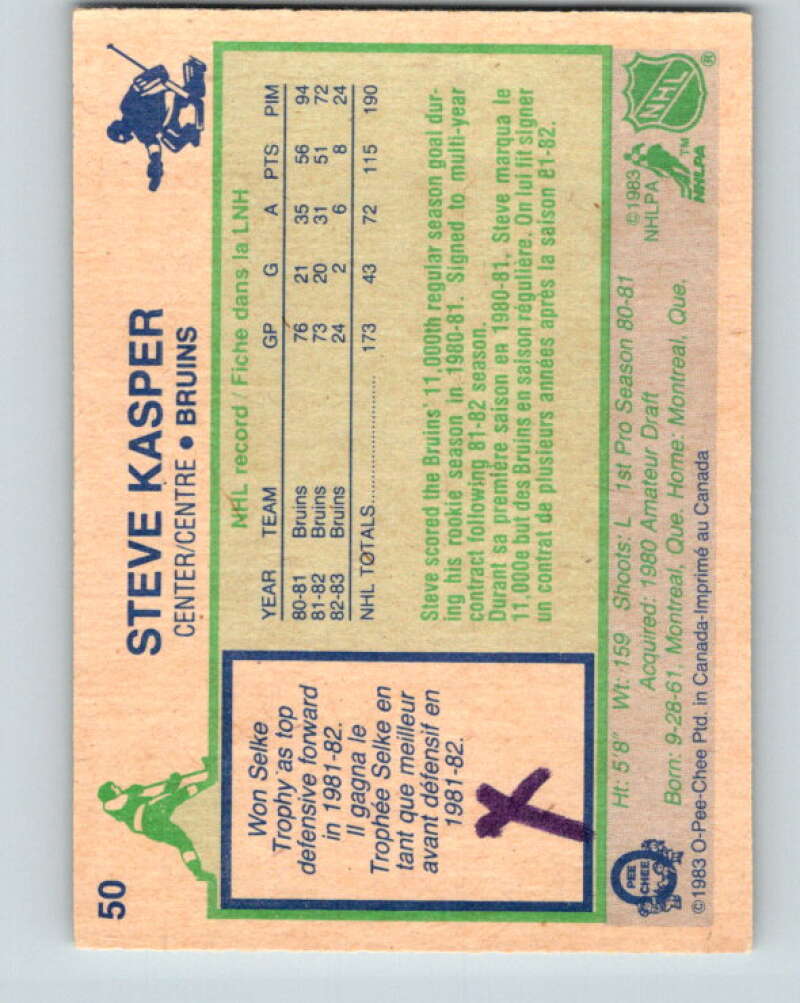 50
STEVE KASPER
CENTER/CENTRE • BRUINS
Won Selke
Trophy as top
defensive forward
in 1981-82.
Il gagna le
Trophée Selke en
tant que meilleur
avant défensif en
1981-82.
NHL record / Fiche dans la LNH
YEAR TEAM GP G A PTS PIM
80-81 Bruins 76 21 35 56 94
81-82 Bruins 73 20 31 51 72
82-83 Bruins 24 2 6 8 24
NHL TOTALS 173 43 72 115 190
Steve scored the Bruins' 11,000th regular season goal dur-
ing his rookie season in 1980-81. Signed to multi-year
contract following 81-82 season.
Durant sa première saison en 1980-81. Steve marqua le
11,000e but des Bruins en saison régulière. On lui fit signer
un contrat de plusieurs années après la saison 81-82.
Ht: 5'8" Wt: 159 Shoots: L 1st Pro Season 80-81
Acquired: 1980 Amateur Draft
Born: 9-28-61, Montreal, Que. Home: Montreal, Que.
©1983 O-Pee-Chee Ptd. in Canada-Imprimé au Canada
O
PEE
CHEE
©1983
NHLPA
NHLPA
TM
NHL
®